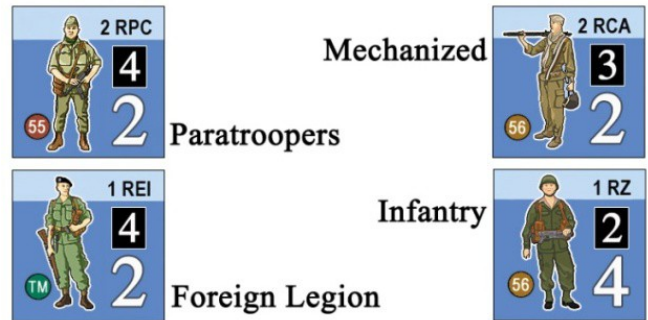 2 RPC
4
55
2
Paratroopers
Mechanized
2 RCA
3
56
2
1 REI
4
TM
2
Foreign Legion
Infantry
1 RZ
2
56
4